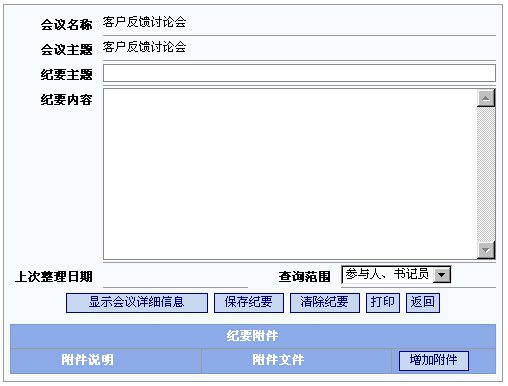 会议名称 客户反馈讨论会
会议主题 客户反馈讨论会
纪要主题
纪要内容
上次整理日期 查询范围 参与人、书记员
显示会议详细信息 保存纪要 清除纪要 打印 返回
纪要附件
附件说明 附件文件 增加附件